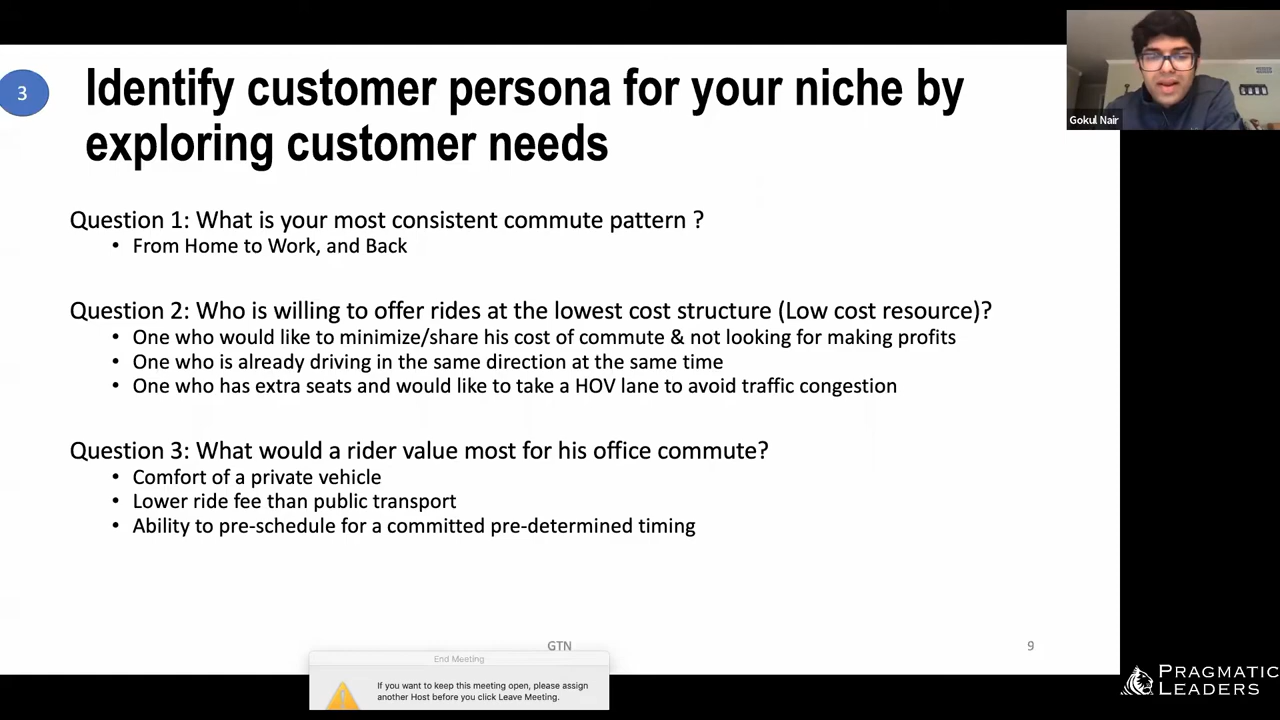 3
Identify customer persona for your niche by
exploring customer needs
Gokul Nair
Question 1: What is your most consistent commute pattern ?
• From Home to Work, and Back
Question 2: Who is willing to offer rides at the lowest cost structure (Low cost resource)?
• One who would like to minimize/share his cost of commute & not looking for making profits
• One who is already driving in the same direction at the same time
• One who has extra seats and would like to take a HOV lane to avoid traffic congestion
Question 3: What would a rider value most for his office commute?
• Comfort of a private vehicle
• Lower ride fee than public transport
• Ability to pre-schedule for a committed pre-determined timing
GTN
9
End Meeting
If you want to keep this meeting open, please assign
another Host before you click Leave Meeting.
PRAGMATIC
LEADERS